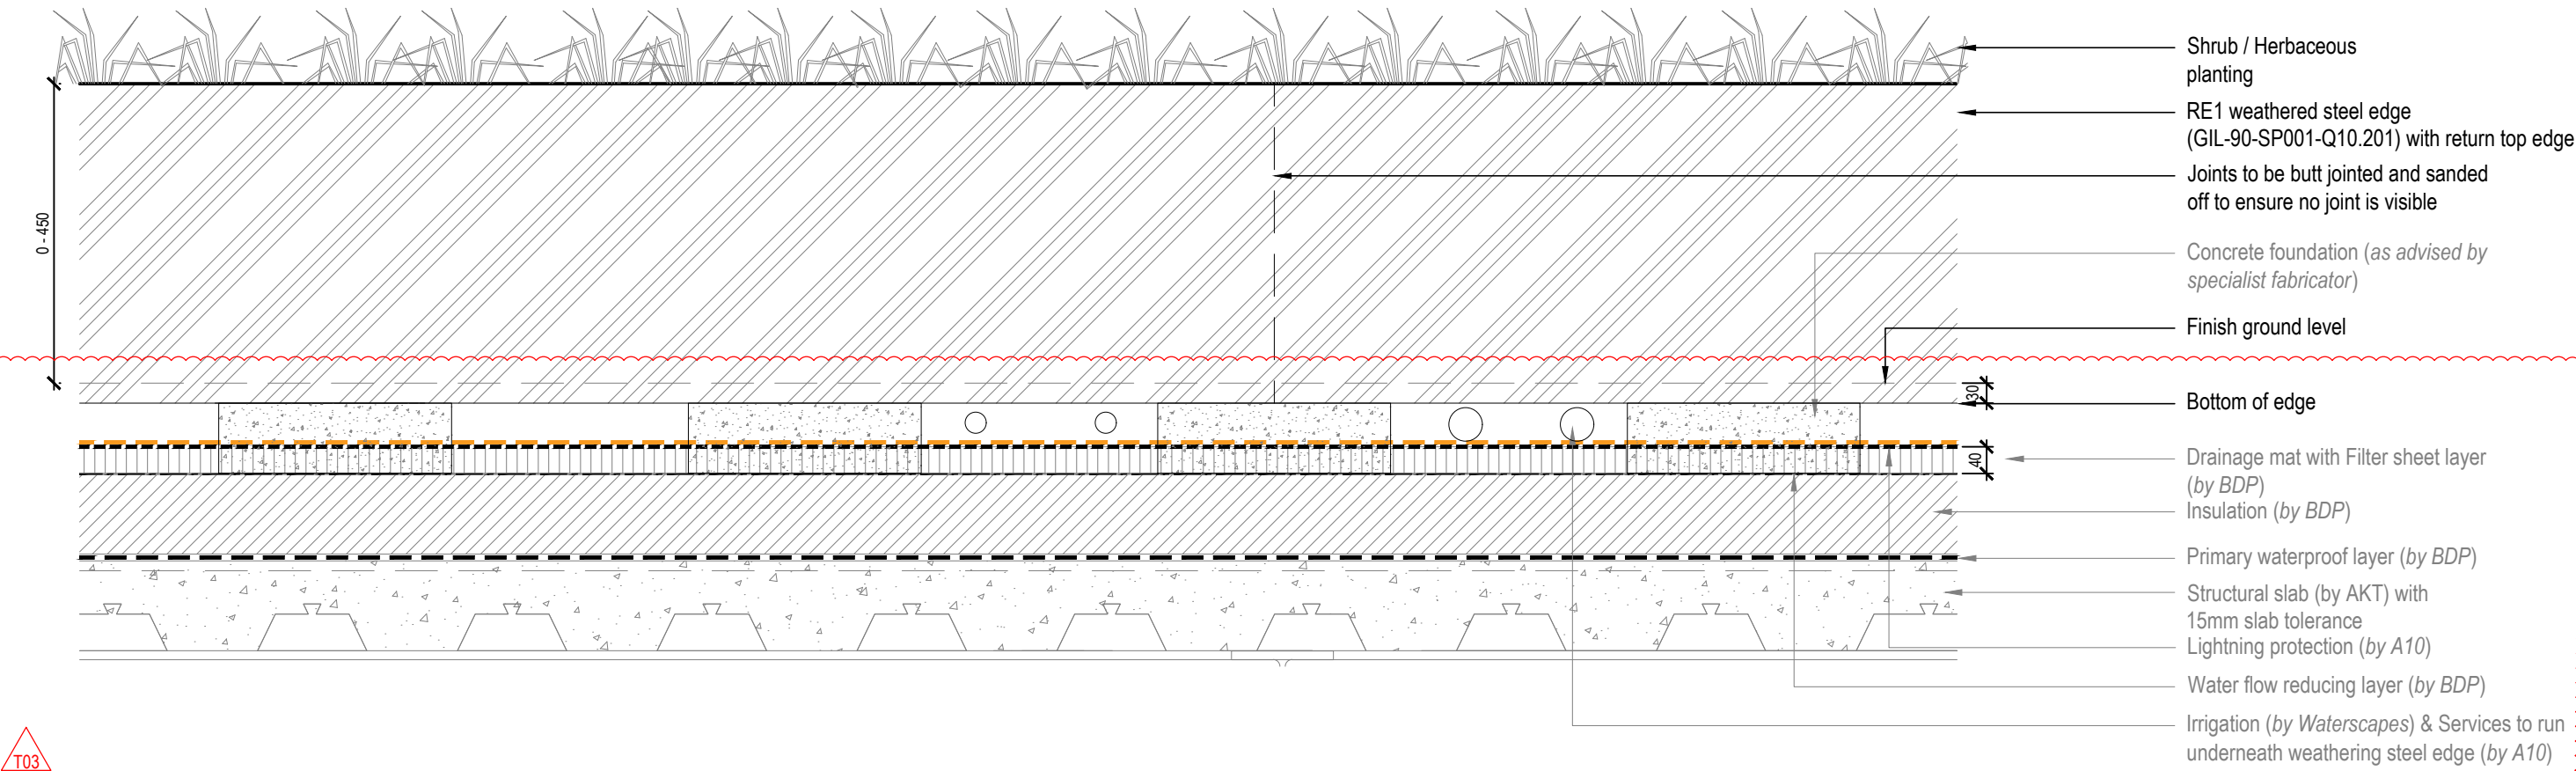 Shrub / Herbaceous
planting
RE1 weathered steel edge
(GIL-90-SP001-Q10.201) with return top edge
Joints to be butt jointed and sanded
off to ensure no joint is visible
0 - 450
Concrete foundation (as advised by
specialist fabricator)
Finish ground level
30
Bottom of edge
40
Drainage mat with Filter sheet layer
(by BDP)
Insulation (by BDP)
Primary waterproof layer (by BDP)
Structural slab (by AKT) with
15mm slab tolerance
Lightning protection (by A10)
Water flow reducing layer (by BDP)
Irrigation (by Waterscapes) & Services to run
underneath weathering steel edge (by A10)
T03